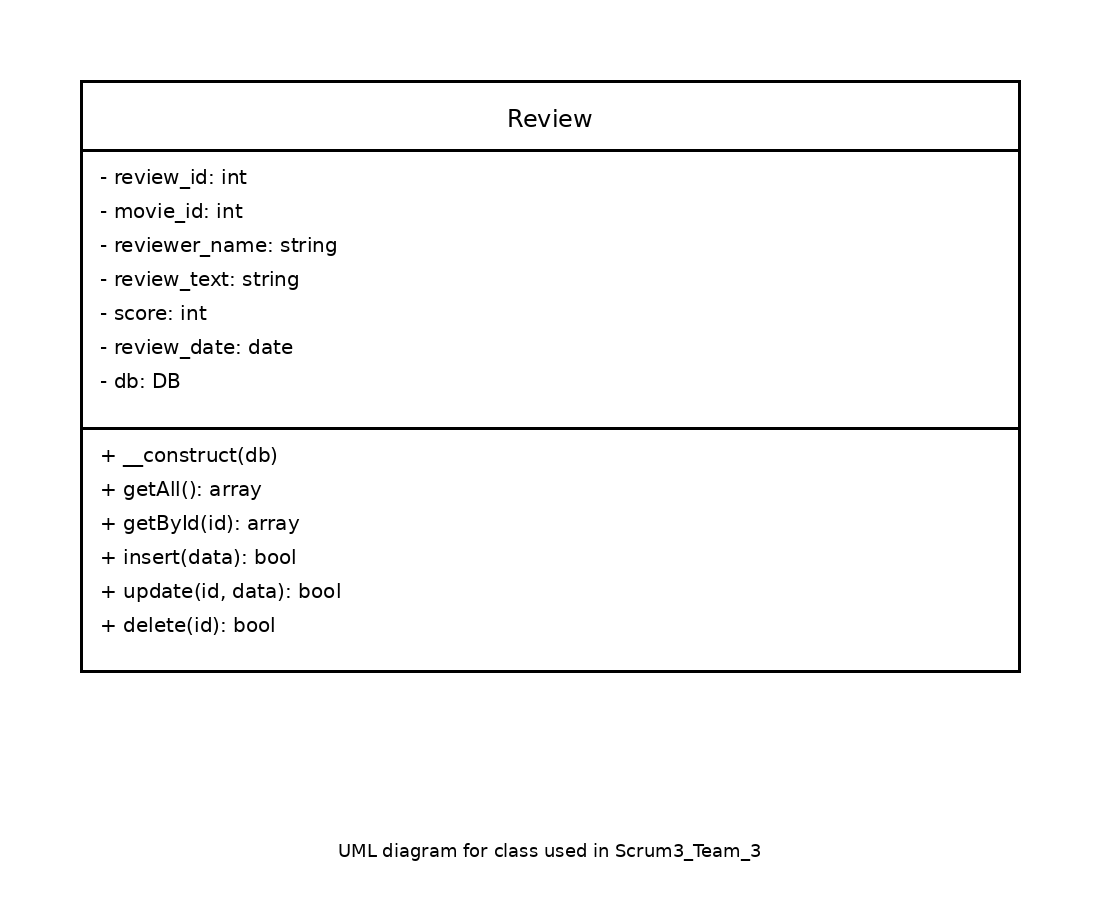 Review
- review_id: int
- movie_id: int
- reviewer_name: string
- review_text: string
- score: int
- review_date: date
- db: DB
+ __construct(db)
+ getAll(): array
+ getById(id): array
+ insert(data): bool
+ update(id, data): bool
+ delete(id): bool
UML diagram for class used in Scrum3_Team_3